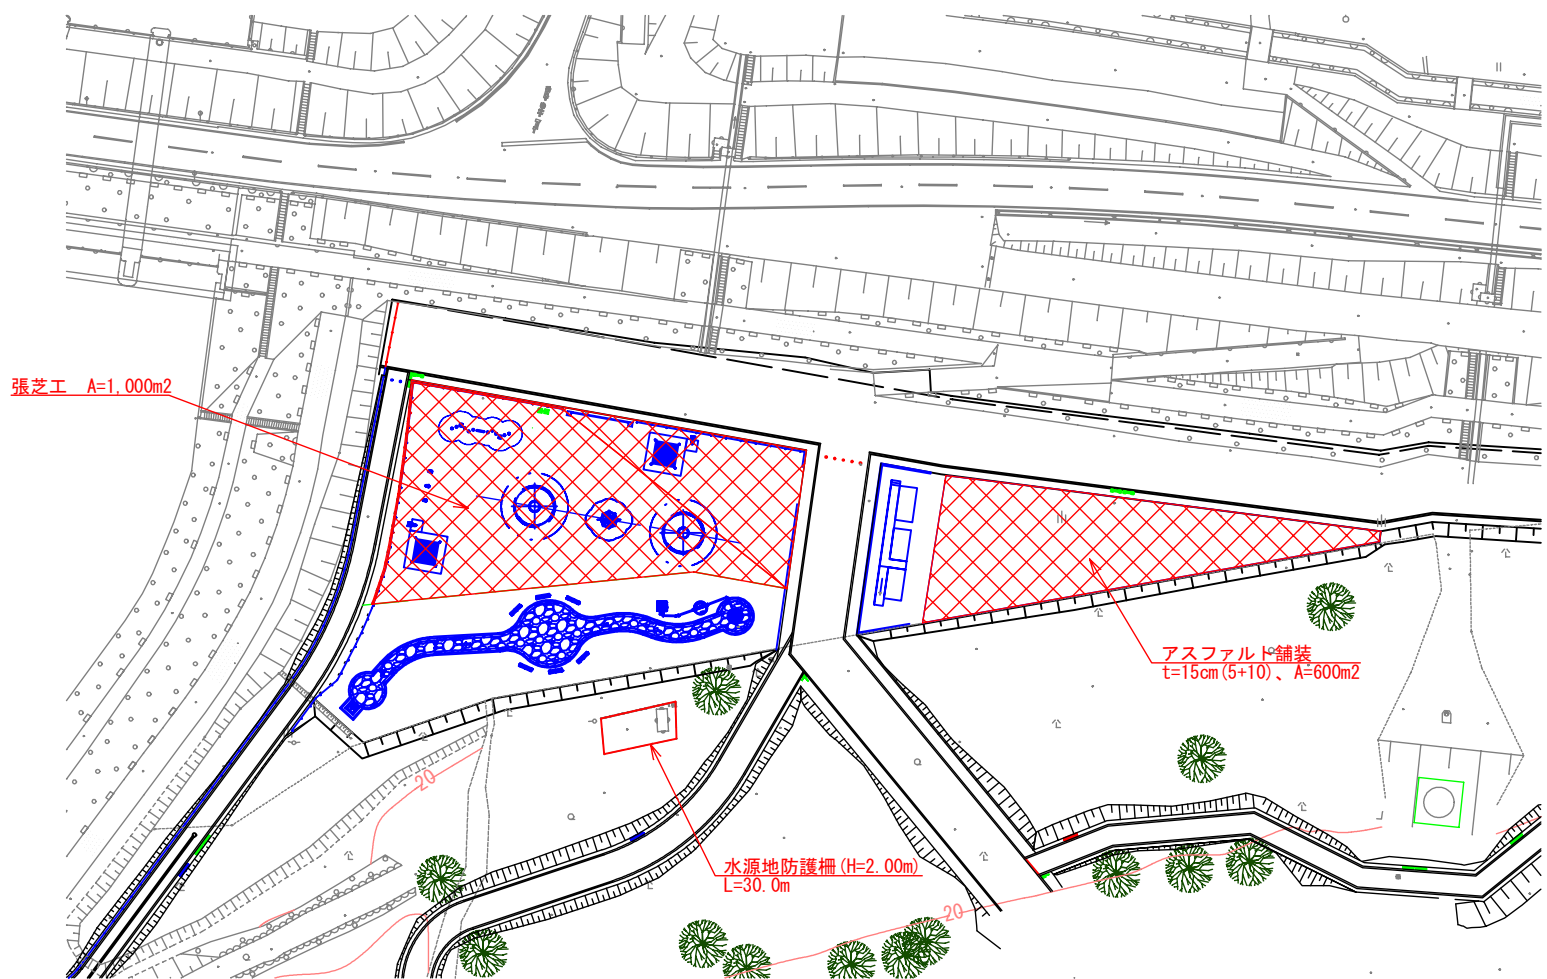 張芝工　A=1,000m2
アスファルト舗装
t=15cm(5+10)、A=600m2
20
水源地防護柵(H=2.00m)
L=30.0m
20